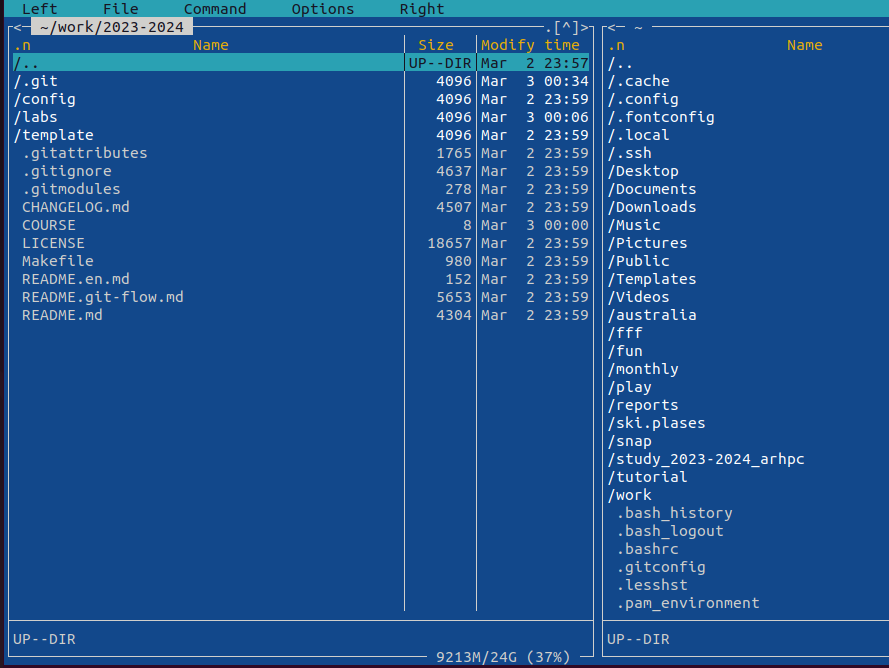 Left File Command Options Right
<─ ~/work/2023-2024 .[^]> <─ ~
.n Name Size Modify time .n Name
/.. UP--DIR Mar 2 23:57 /..
/.git 4096 Mar 3 00:34 /.cache
/config 4096 Mar 2 23:59 /.config
/labs 4096 Mar 3 00:06 /.fontconfig
/template 4096 Mar 2 23:59 /.local
.gitattributes 1765 Mar 2 23:59 /.ssh
.gitignore 4637 Mar 2 23:59 /Desktop
.gitmodules 278 Mar 2 23:59 /Documents
CHANGELOG.md 4507 Mar 2 23:59 /Downloads
COURSE 8 Mar 3 00:00 /Music
LICENSE 18657 Mar 2 23:59 /Pictures
Makefile 980 Mar 2 23:59 /Public
README.en.md 152 Mar 2 23:59 /Templates
README.git-flow.md 5653 Mar 2 23:59 /Videos
README.md 4304 Mar 2 23:59 /australia
/fff
/fun
/monthly
/play
/reports
/ski.plases
/snap
/study_2023-2024_arhpc
/tutorial
/work
.bash_history
.bash_logout
.bashrc
.gitconfig
.lesshst
.pam_environment
UP--DIR UP--DIR
9213M/24G (37%)